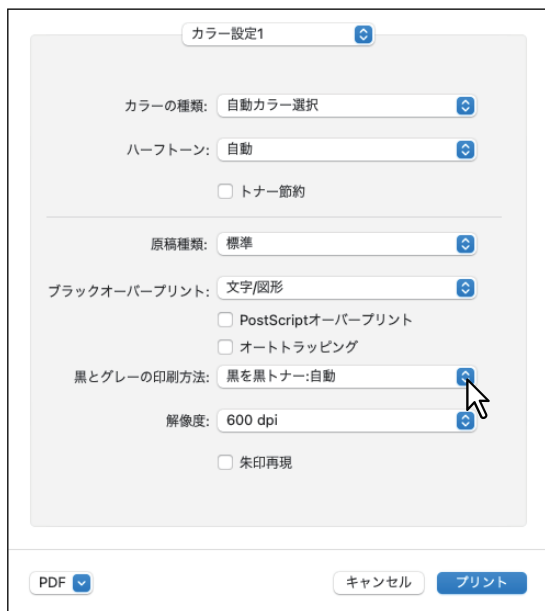 カラー設定1
カラーの種類: 自動カラー選択
ハーフトーン: 自動
トナー節約
原稿種類: 標準
ブラックオーバープリント: 文字/図形
PostScriptオーバープリント
オートトラッピング
黒とグレーの印刷方法: 黒を黒トナー:自動
解像度: 600 dpi
朱印再現
PDF キャンセル プリント